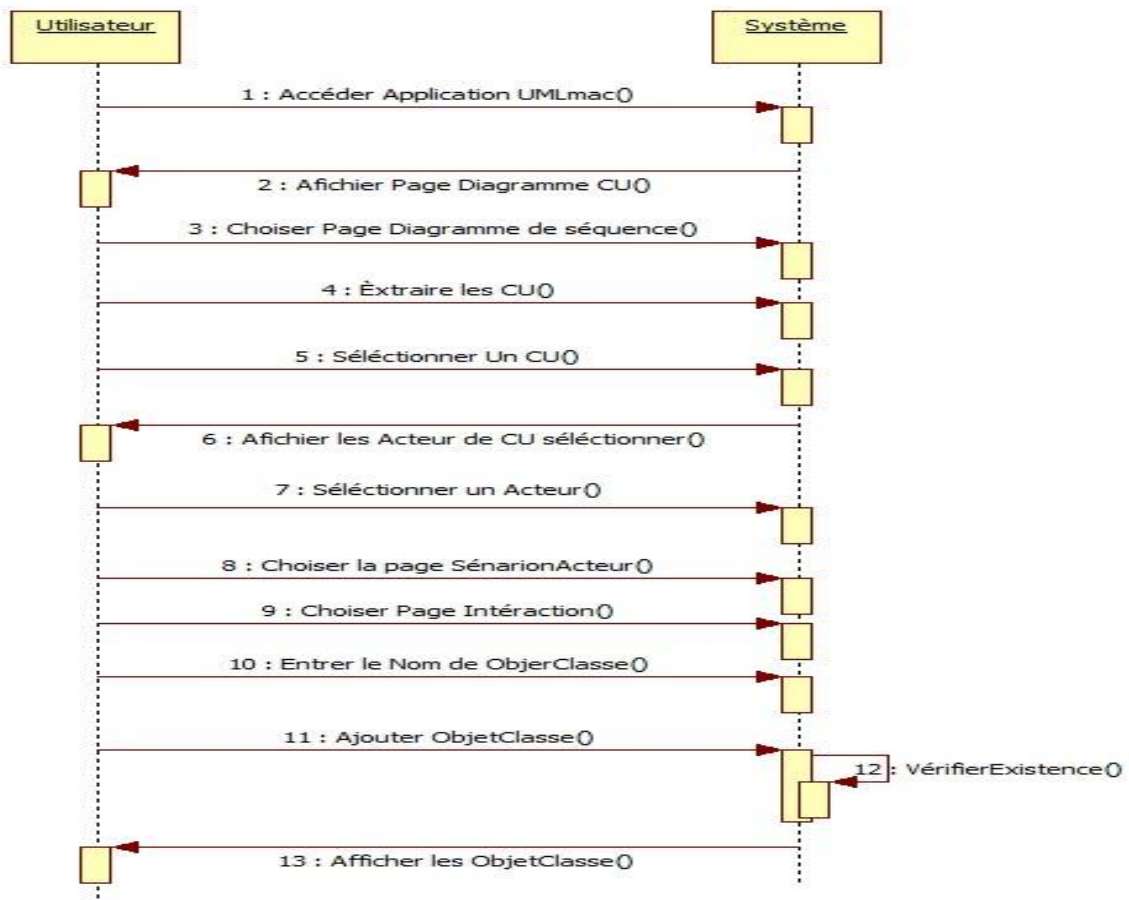 Utilisateur
Système
1 : Accéder Application UMLmac()
2 : Afichier Page Diagramme CU()
3 : Choiser Page Diagramme de séquence()
4 : Èxtraire les CU()
5 : Séléctionner Un CU()
6 : Afichier les Acteur de CU séléctionner()
7 : Séléctionner un Acteur()
8 : Choiser la page SénarionActeur()
9 : Choiser Page Intéraction()
10 : Entrer le Nom de ObjerClasse()
11 : Ajouter ObjetClasse()
12 : VérifierExistence()
13 : Afficher les ObjetClasse()